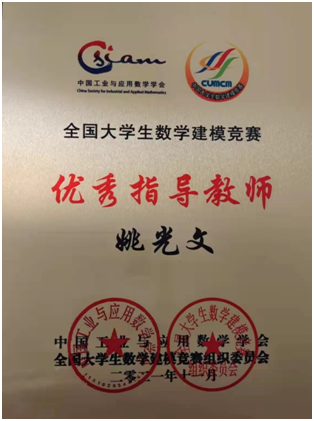 csiam
CUMCM
中国工业与应用数学学会
China Society for Industrial and Applied Mathematics
全国大学生数学建模竞赛
优秀指导教师
姚光文
中国工业与应用数学学会
全国大学生数学建模竞赛组织委员会
二〇二一年十一月